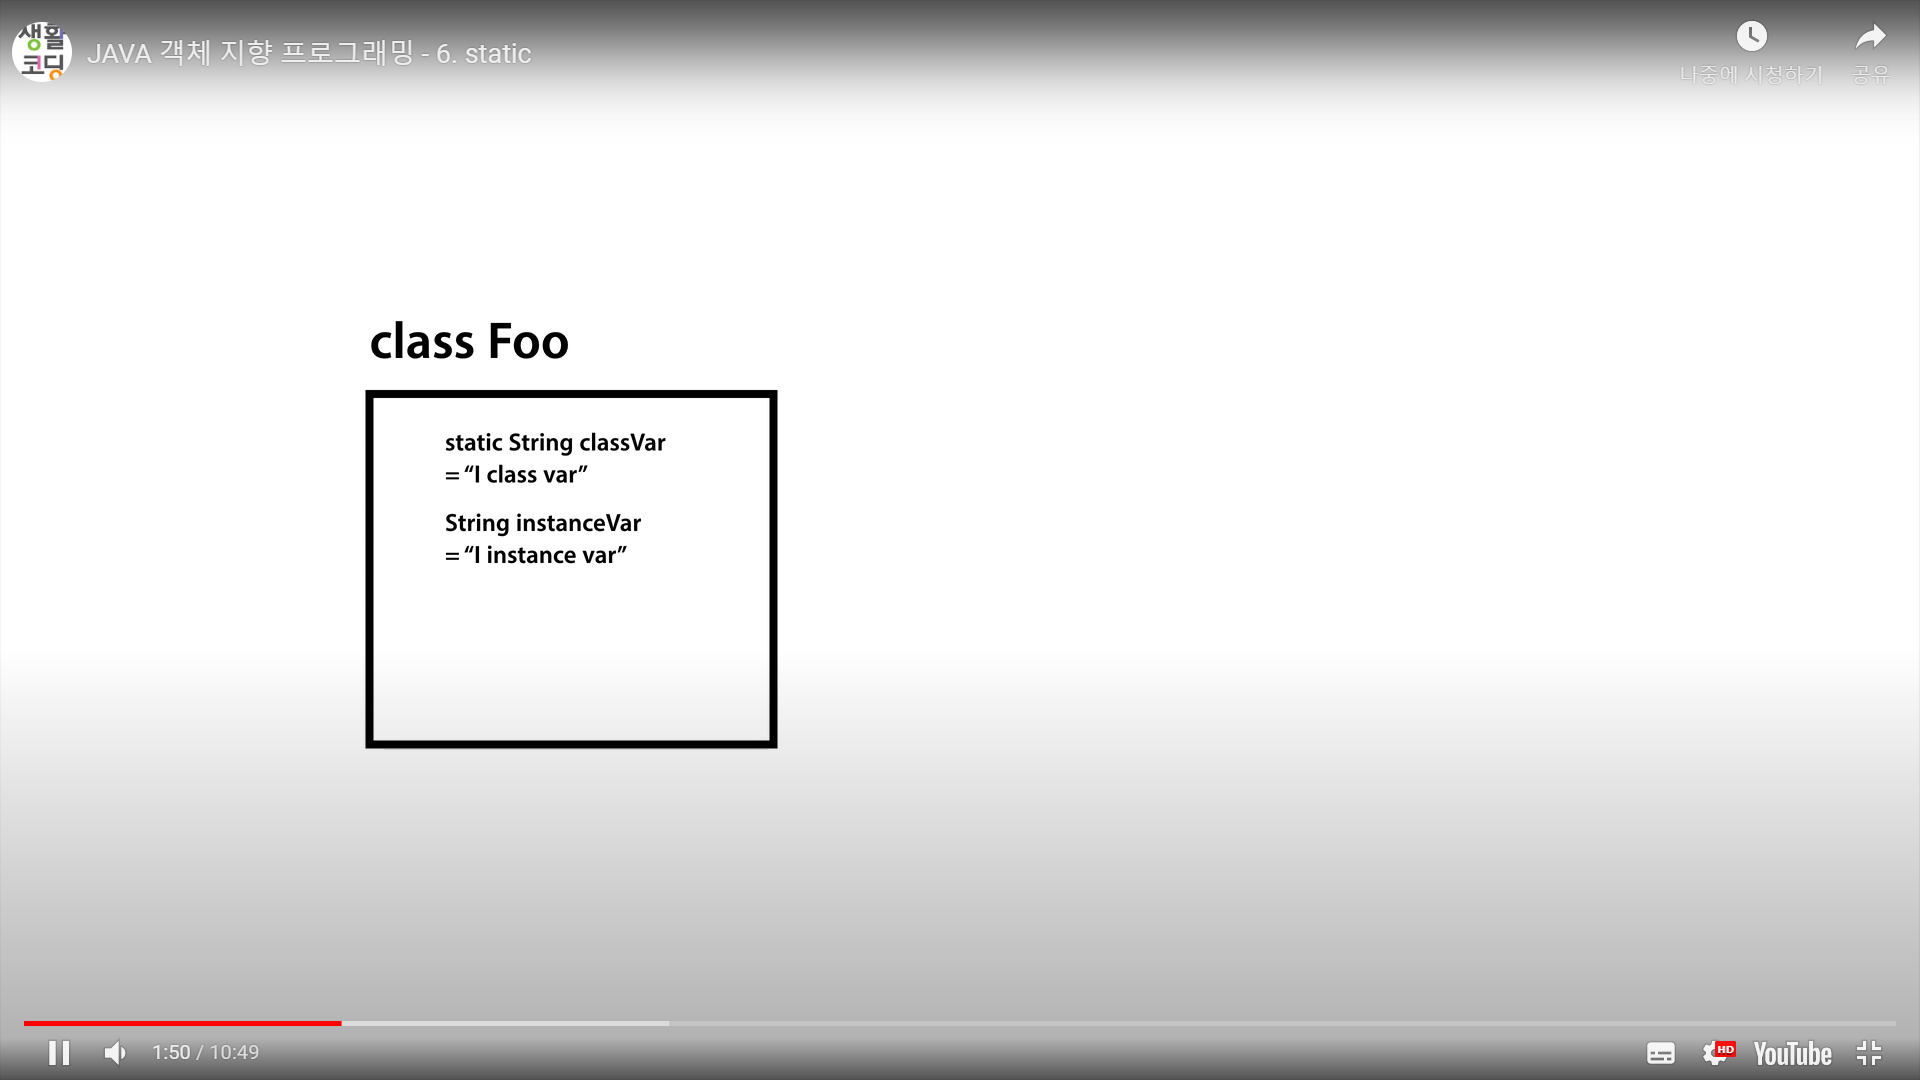 생활
코딩
JAVA 객체 지향 프로그래밍 - 6. static
나중에 시청하기
공유
class Foo
static String classVar
= “I class var”
String instanceVar
= “I instance var”
1:50 / 10:49
HD
YouTube